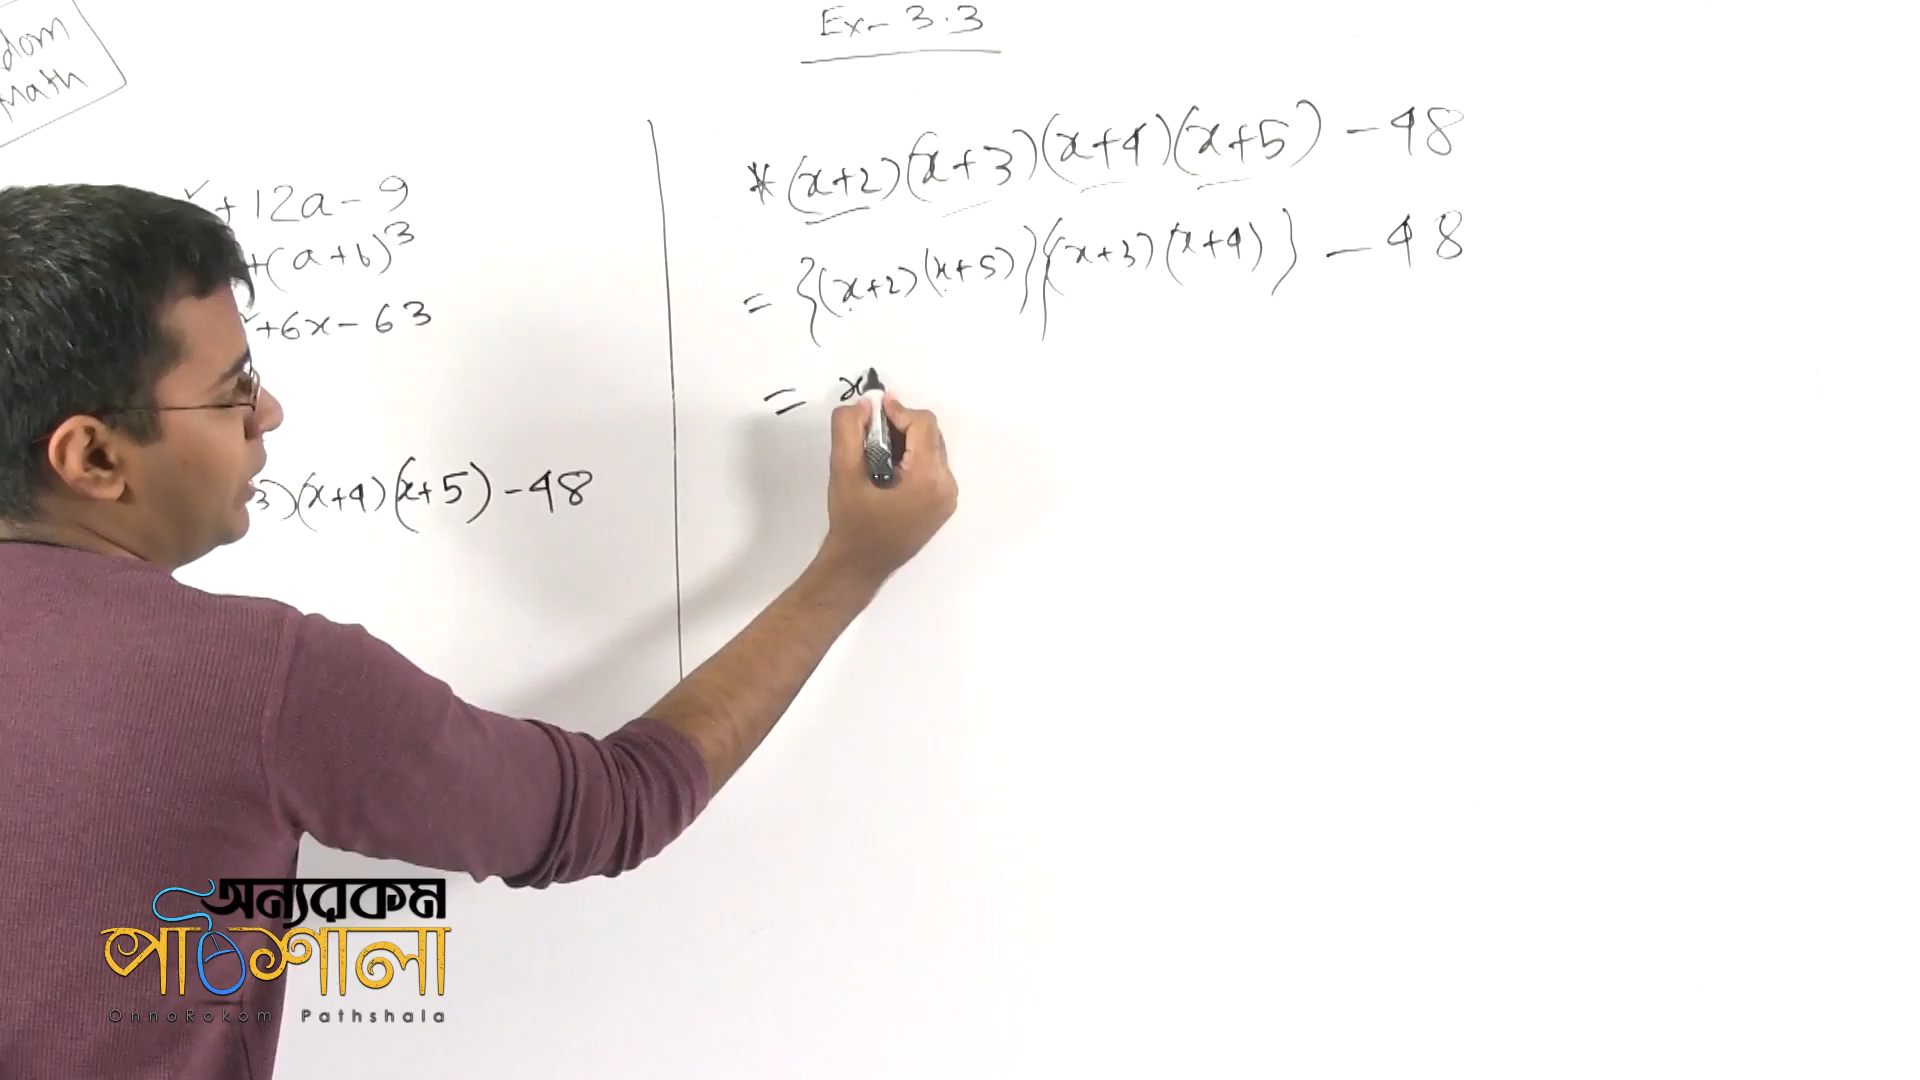 Ex- 3.3
dom
Math
+12a-9
+(a+b)³
+6x-63
3)(x+4)(x+5)-48
*(x+2)(x+3)(x+4)(x+5)-48
= {(x+2)(x+5)}{(x+3)(x+4)} -48
= x
অন্যরকম
পাঠশালা
OnnoRokom Pathshala